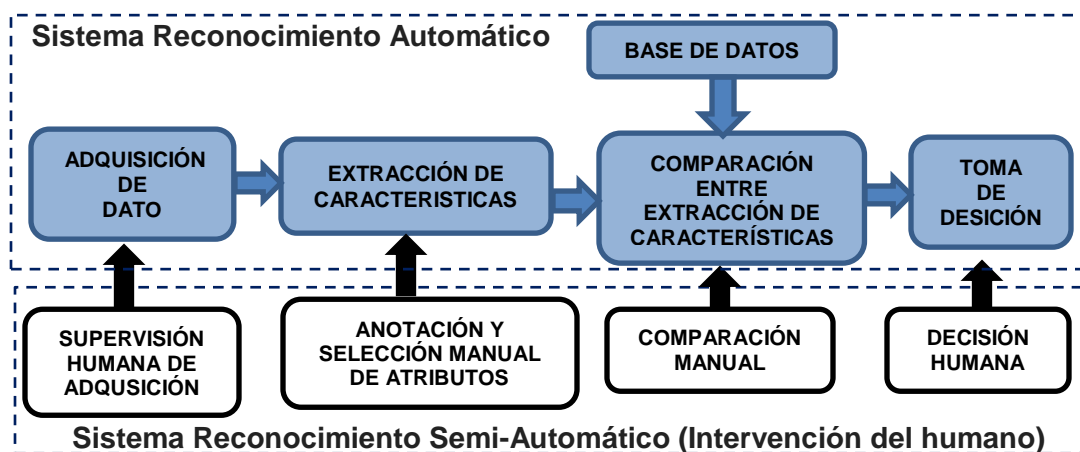 Sistema Reconocimiento Automático
BASE DE DATOS
ADQUISICIÓN
DE
DATO
EXTRACCIÓN DE
CARACTERISTICAS
COMPARACIÓN
ENTRE
EXTRACCIÓN DE
CARACTERÍSTÍCAS
TOMA
DE
DESICIÓN
SUPERVISIÓN
HUMANA DE
ADQUSICIÓN
ANOTACIÓN Y
SELECCIÓN MANUAL
DE ATRIBUTOS
COMPARACIÓN
MANUAL
DECISIÓN
HUMANA
Sistema Reconocimiento Semi-Automático (Intervención del humano)